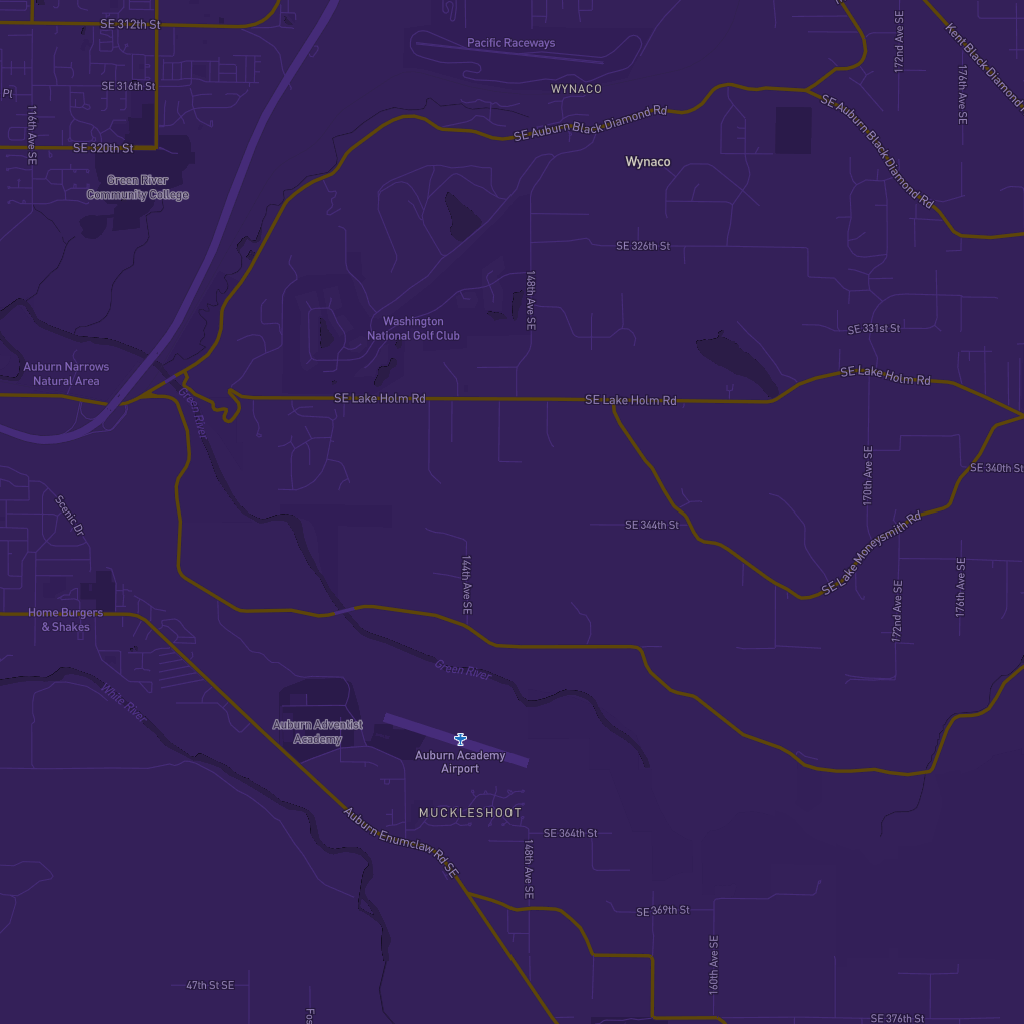 SE 312th St
Pacific Raceways
172nd Ave SE
Kent Black Diamond
SE 316th St
WYNACO
176th Ave SE
Pl
116th Ave SE
SE Auburn Black Diamond Rd
SE Auburn Black Diamond Rd
SE 320th St
Wynaco
Green River
Community College
SE 326th St
148th Ave SE
Washington
National Golf Club
SE 331st St
Auburn Narrows
Natural Area
SE Lake Holm Rd
Green River
SE Lake Holm Rd
SE Lake Holm Rd
170th Ave SE
SE 340th St
Scenic Dr
SE 344th St
SE Lake Moneysmith Rd
144th Ave SE
176th Ave SE
172nd Ave SE
Home Burgers
& Shakes
Green River
White River
Auburn Adventist
Academy
Auburn Academy
Airport
MUCKLESHOOT
Auburn Enumclaw Rd SE
SE 364th St
148th Ave SE
SE 369th St
160th Ave SE
47th St SE
Fos
SE 376th St